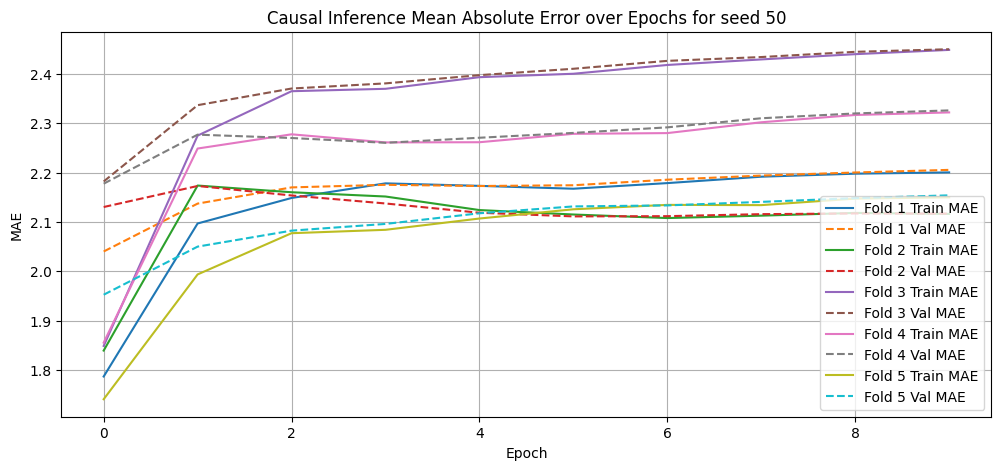 Causal Inference Mean Absolute Error over Epochs for seed 50
MAE
2.4
2.3
2.2
2.1
2.0
1.9
1.8
0 2 4 6 8
Epoch
Fold 1 Train MAE
Fold 1 Val MAE
Fold 2 Train MAE
Fold 2 Val MAE
Fold 3 Train MAE
Fold 3 Val MAE
Fold 4 Train MAE
Fold 4 Val MAE
Fold 5 Train MAE
Fold 5 Val MAE